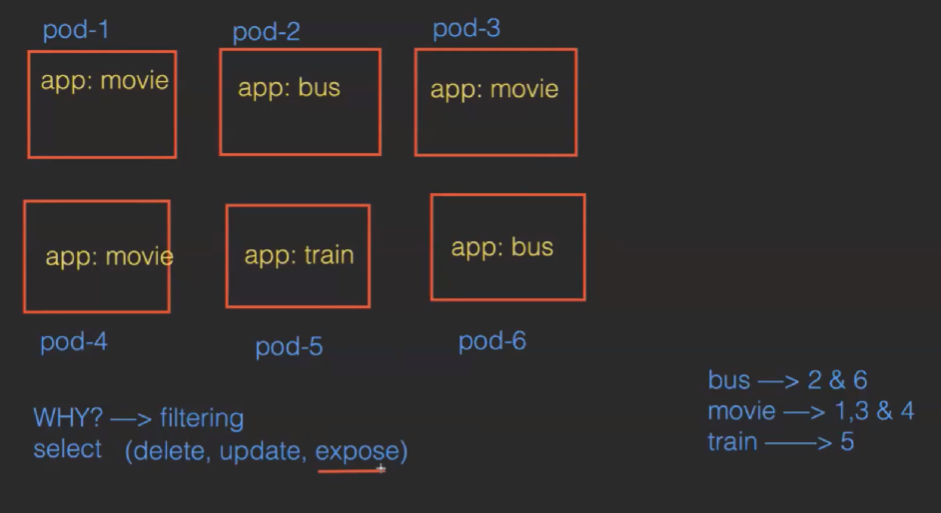 pod-1 pod-2 pod-3
app: movie app: bus app: movie
app: movie app: train app: bus
pod-4 pod-5 pod-6
WHY? —> filtering
select (delete, update, expose)
bus —> 2 & 6
movie —> 1,3 & 4
train ——> 5